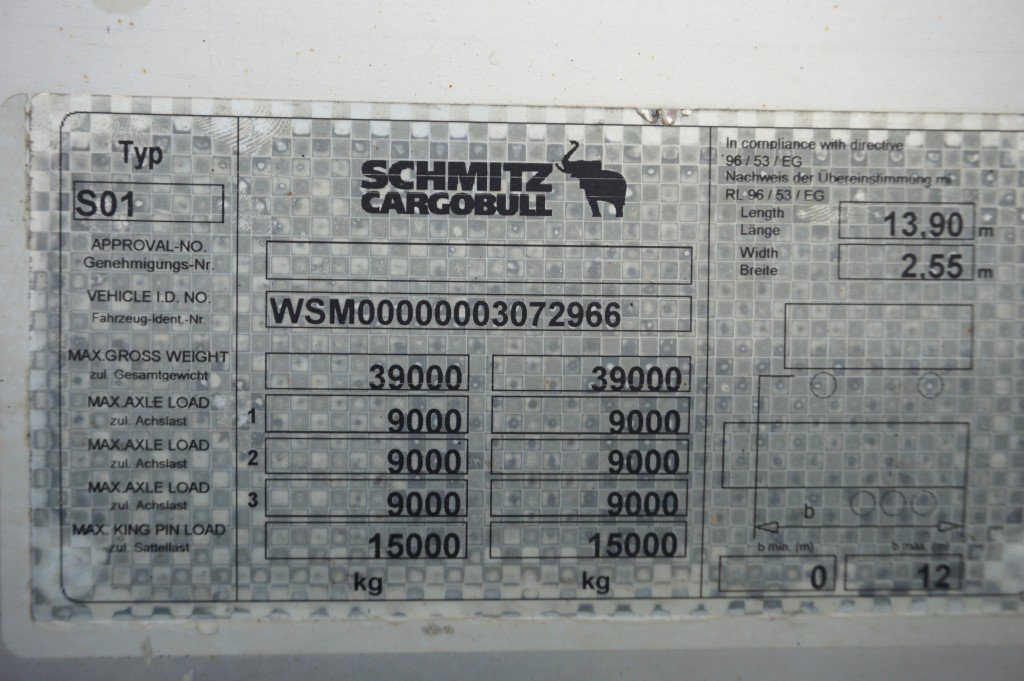 Typ
S01
SCHMITZ
CARGOBULL
APPROVAL-NO.
Genehmigungs-Nr.
VEHICLE I.D. NO.
Fahrzeug-Ident.-Nr.
WSM00000003072966
MAX.GROSS WEIGHT
zul. Gesamtgewicht
39000 39000
MAX.AXLE LOAD
zul. Achslast
1 9000 9000
MAX.AXLE LOAD
zul. Achslast
2 9000 9000
MAX.AXLE LOAD
zul. Achslast
3 9000 9000
MAX. KING PIN LOAD
zul. Sattellast
15000 15000
kg kg
In compliance with directive
96 / 53 / EG
Nachweis der Übereinstimmung mit
RL 96 / 53 / EG
Length
Länge
13,90 m
Width
Breite
2,55 m
b
b min. (m) b max. (m)
0 12